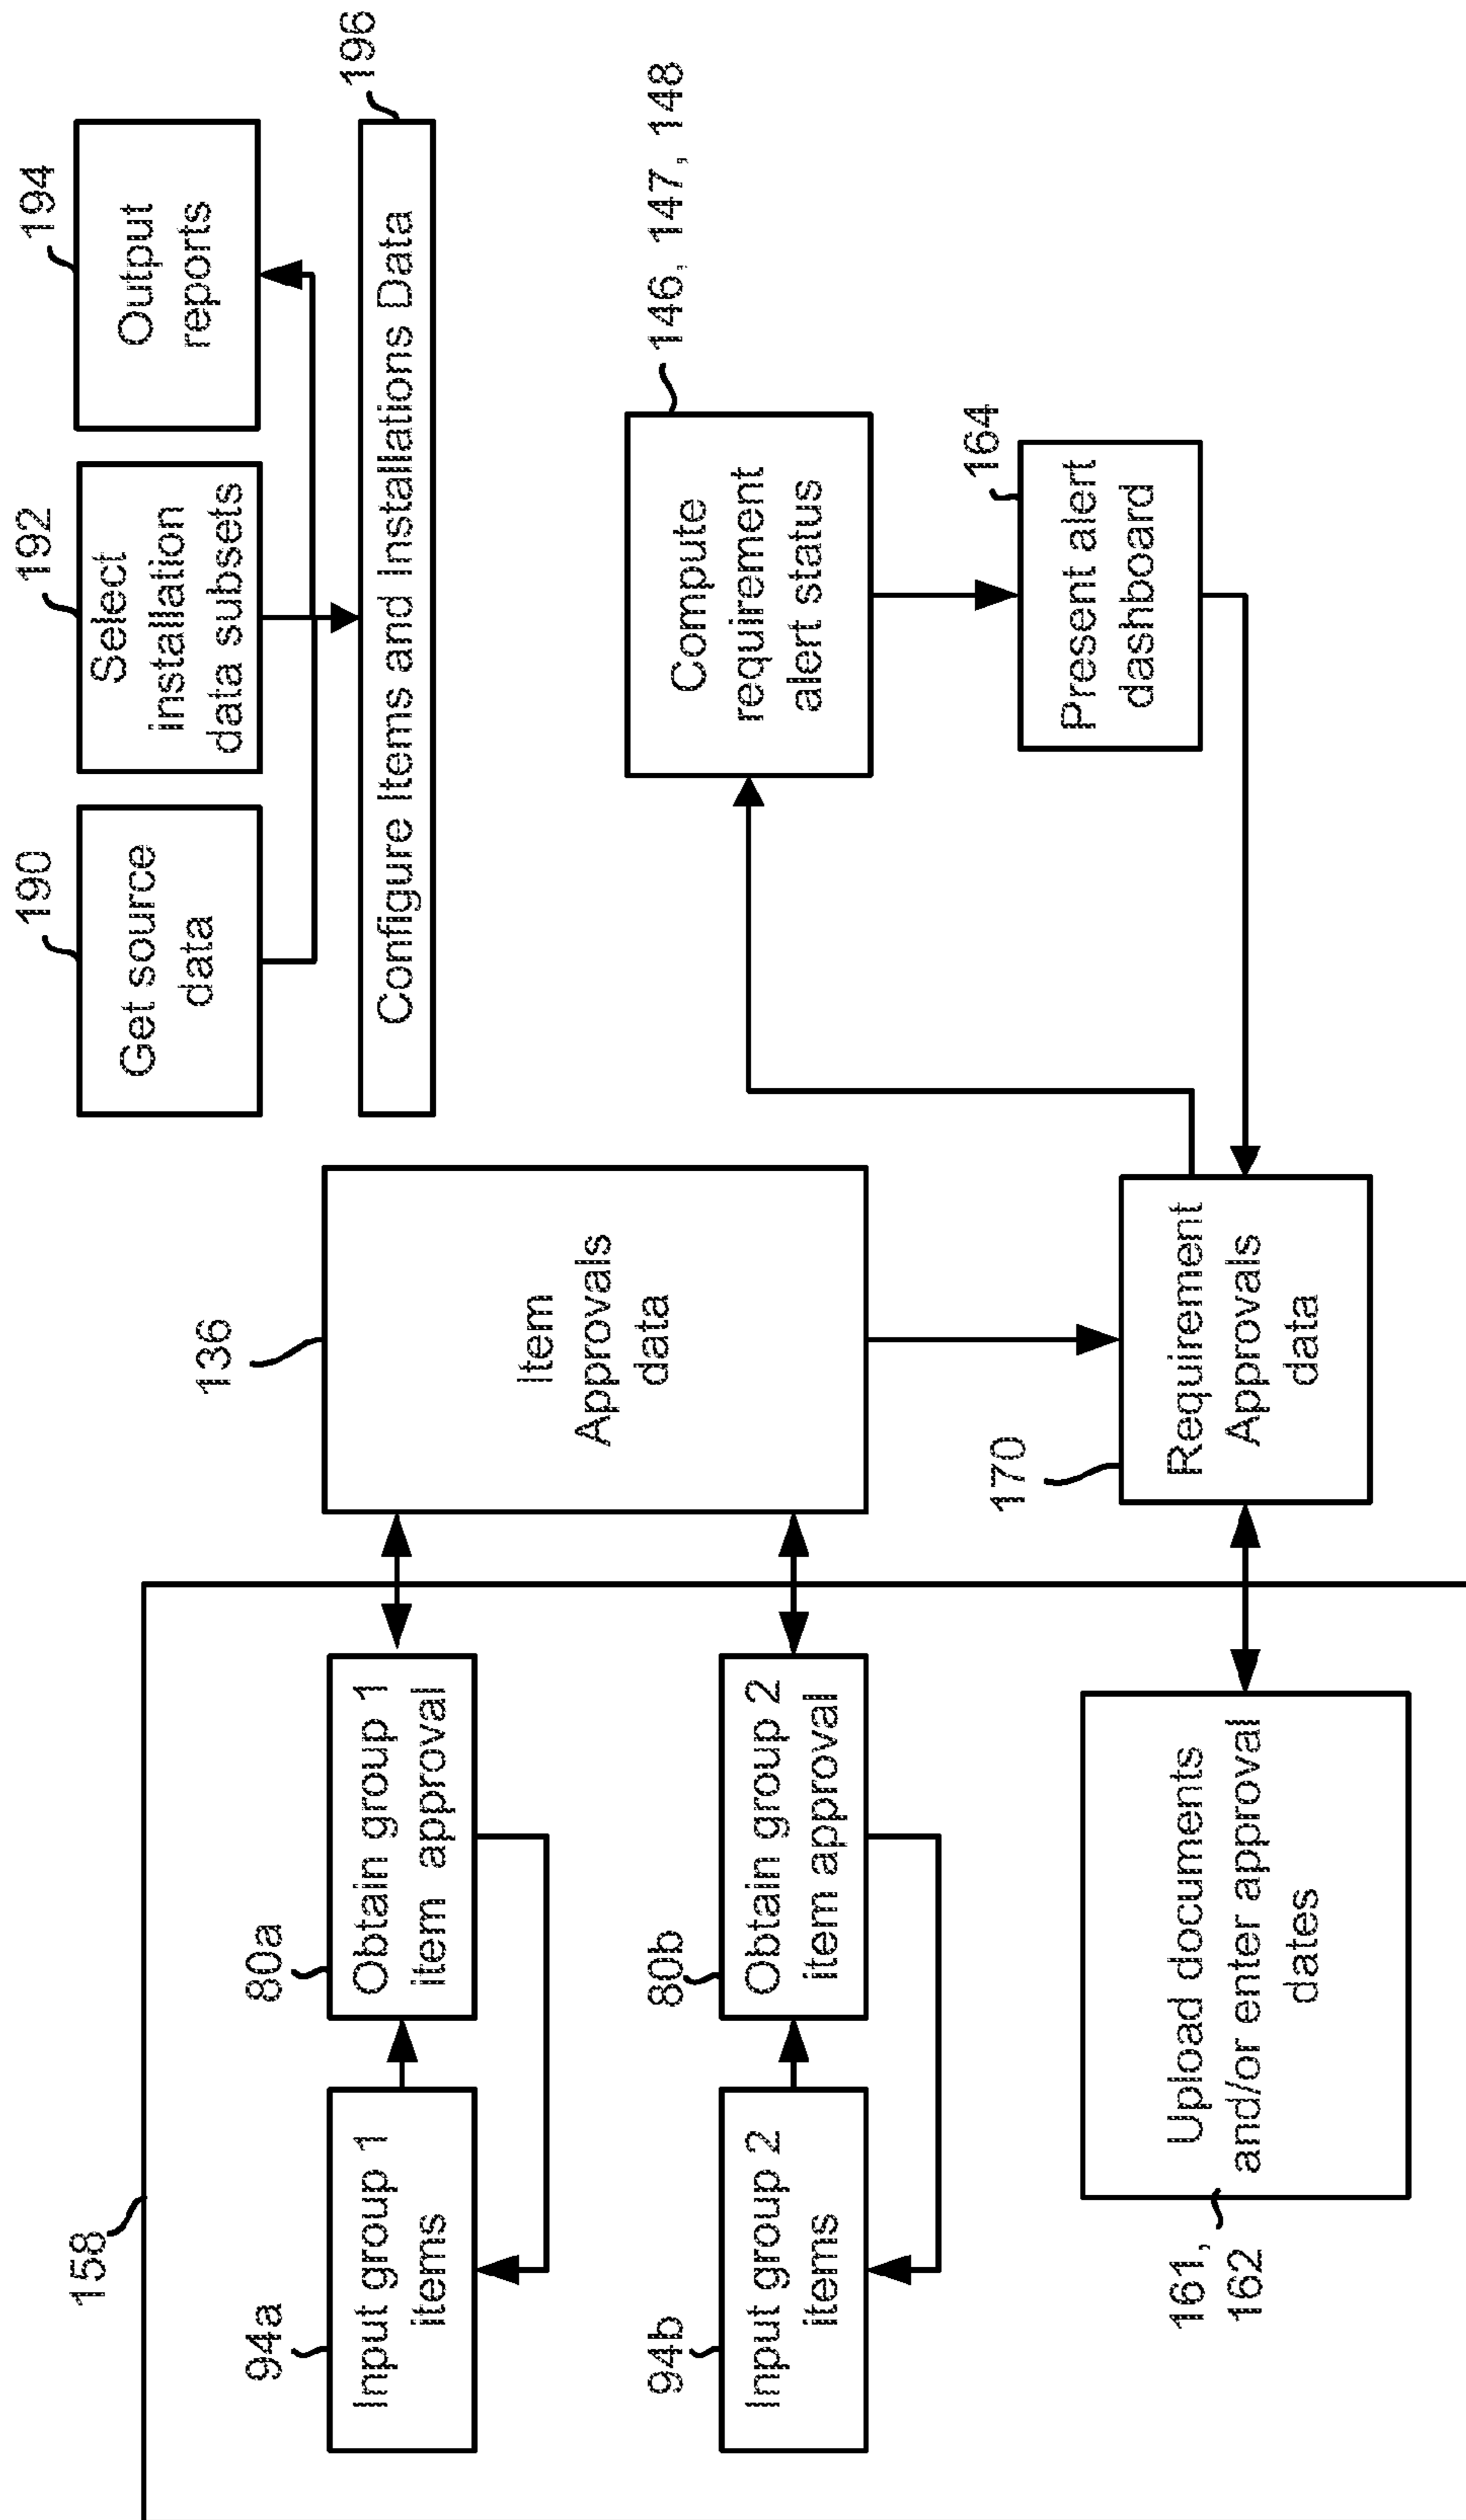 158
94a
Input group 1
items
80a
Obtain group 1
item approval
94b
Input group 2
items
80b
Obtain group 2
item approval
161,
162
Upload documents
and/or enter approval
dates
136
Item
Approvals
data
170
Requirement
Approvals
data
190
Get source
data
192
Select
installation
data subsets
194
Output
reports
196
Configure Items and Installations Data
146, 147, 148
Compute
requirement
alert status
164
Present alert
dashboard